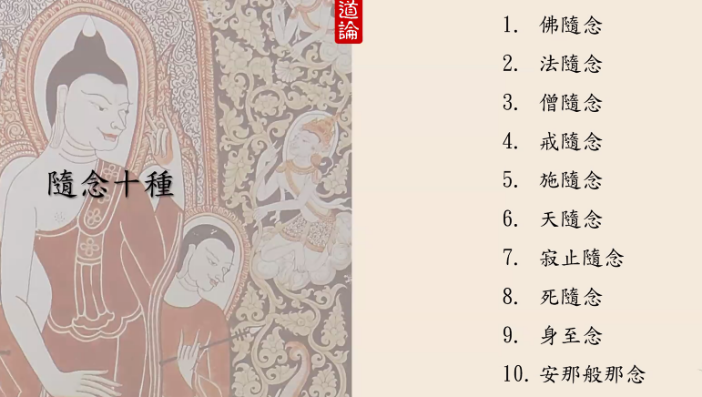 道論
隨念十種
1. 佛隨念
2. 法隨念
3. 僧隨念
4. 戒隨念
5. 施隨念
6. 天隨念
7. 寂止隨念
8. 死隨念
9. 身至念
10. 安那般那念